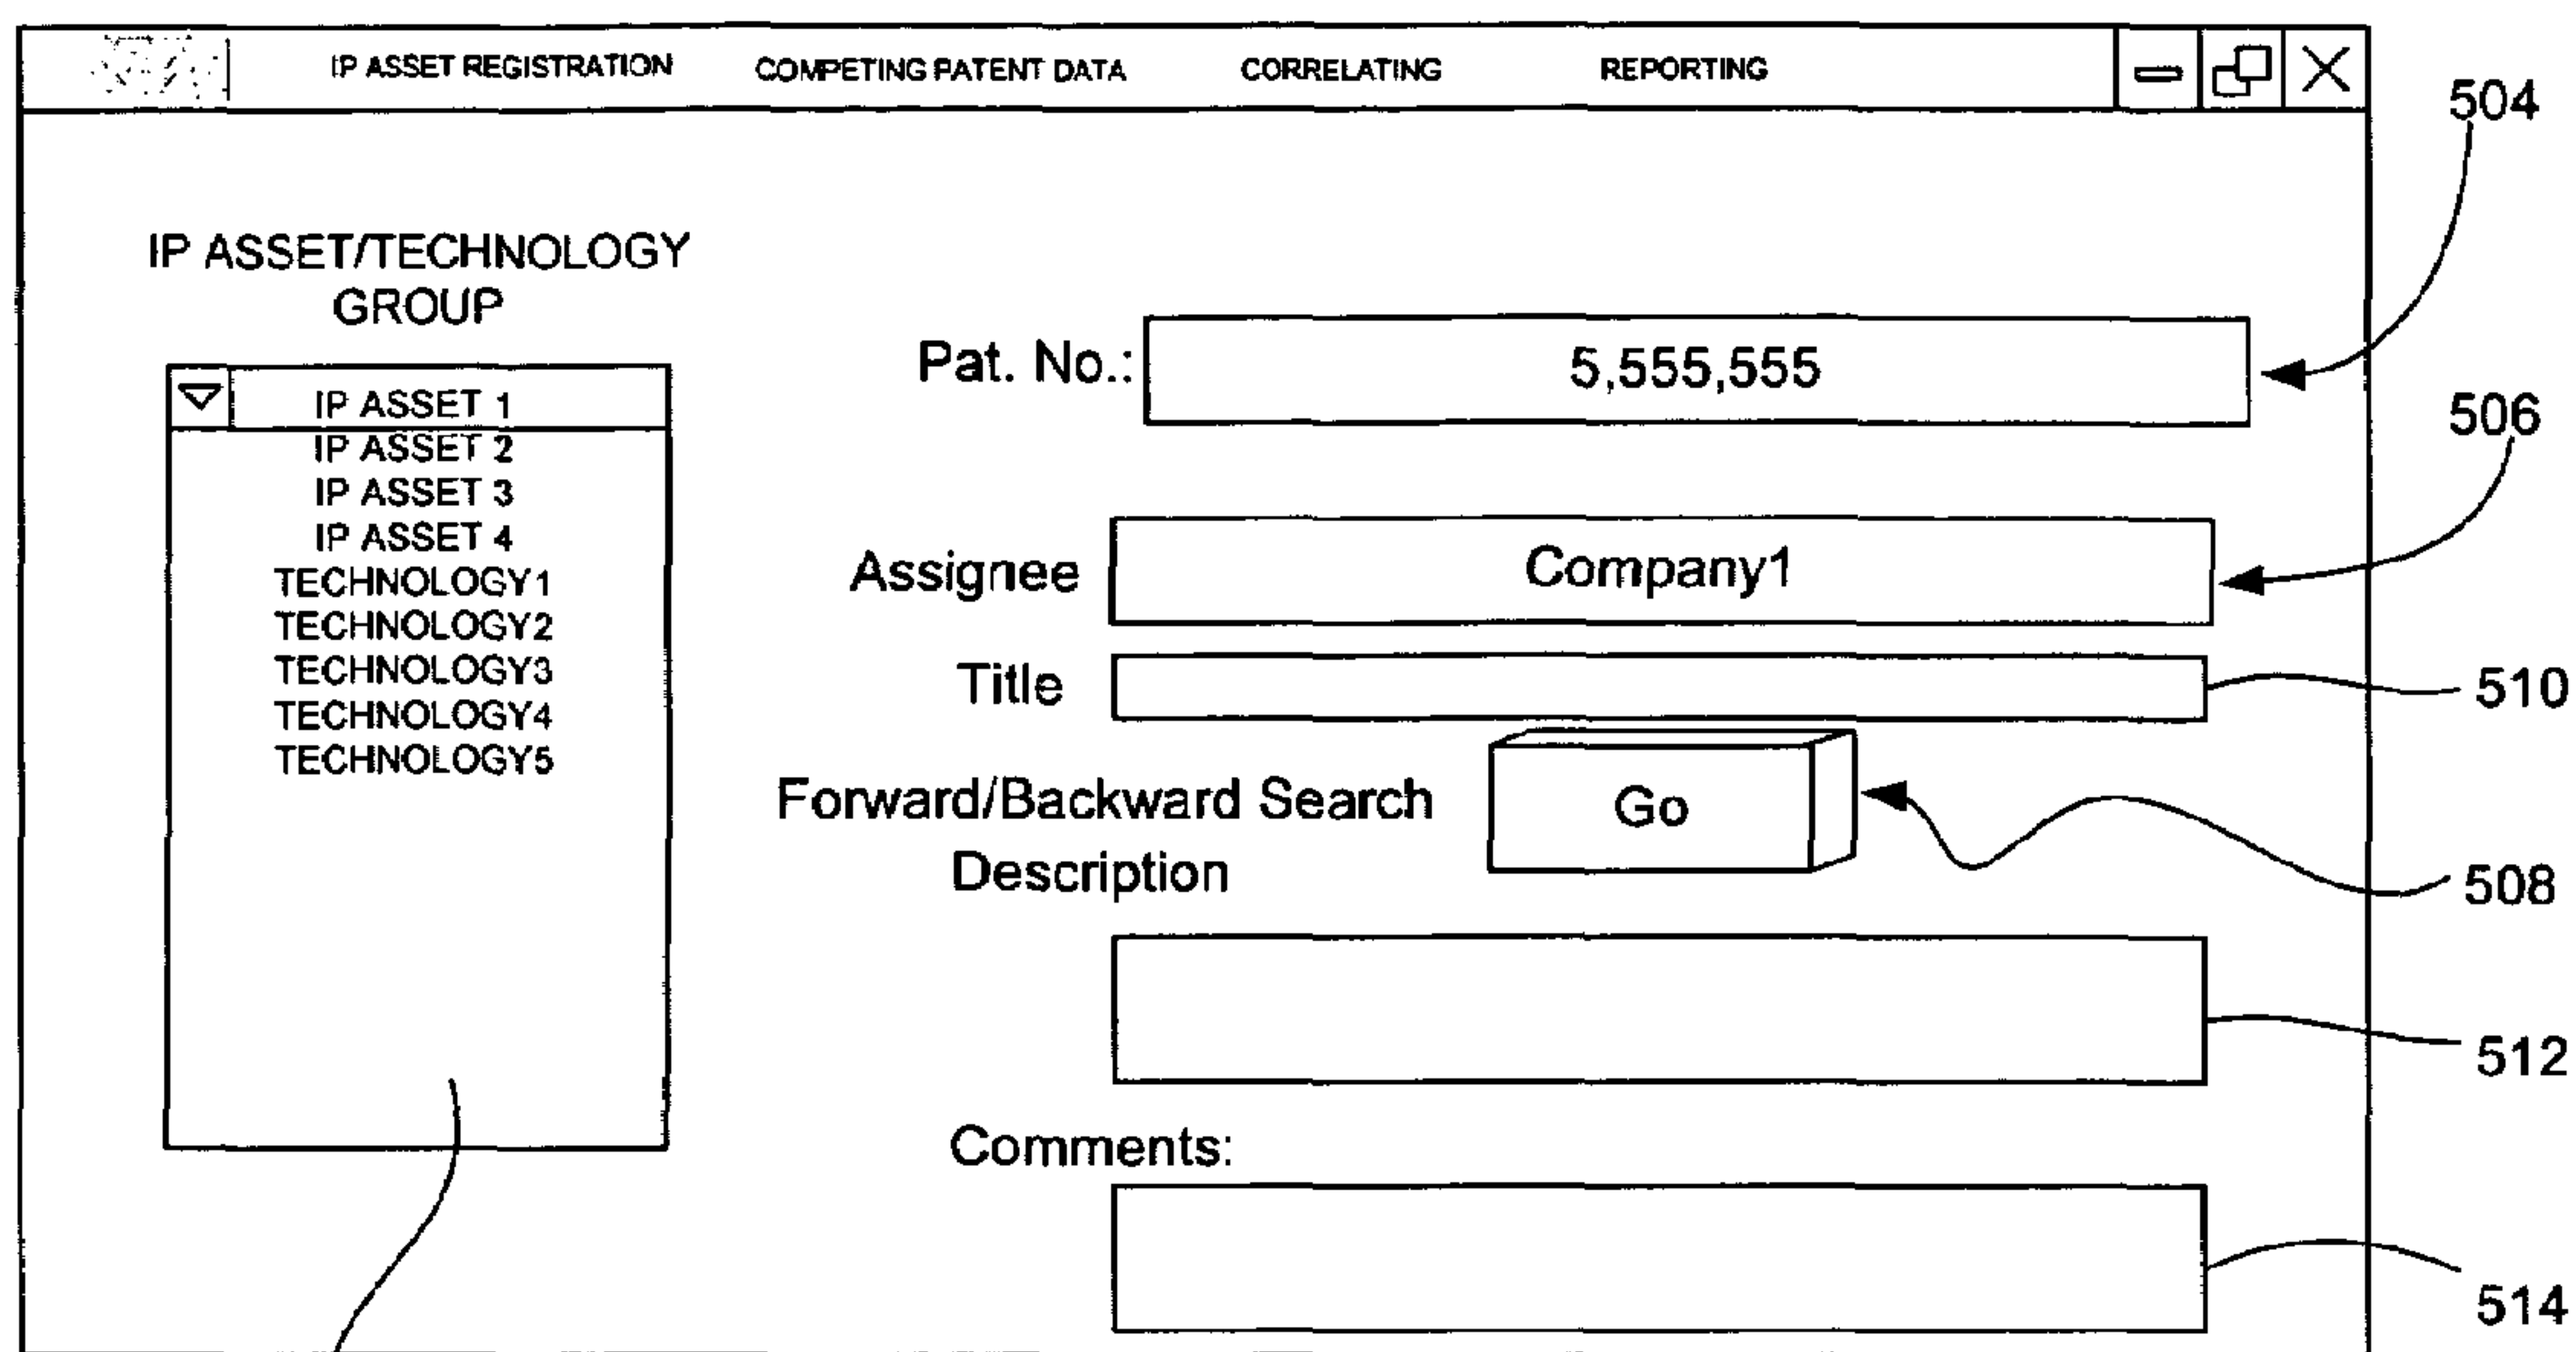 IP ASSET REGISTRATION COMPETING PATENT DATA CORRELATING REPORTING
504
IP ASSET/TECHNOLOGY
GROUP
IP ASSET 1
IP ASSET 2
IP ASSET 3
IP ASSET 4
TECHNOLOGY1
TECHNOLOGY2
TECHNOLOGY3
TECHNOLOGY4
TECHNOLOGY5
Pat. No.: 5,555,555
506
Assignee Company1
Title
510
Forward/Backward Search Go
508
Description
512
Comments:
514